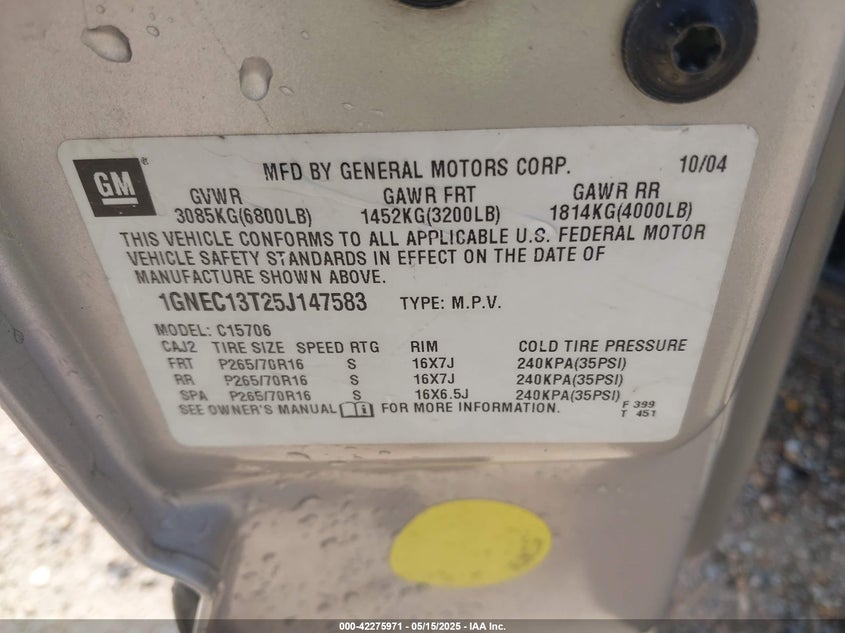 GM ®
MFD BY GENERAL MOTORS CORP. 10/04
GVWR GAWR FRT GAWR RR
3085KG(6800LB) 1452KG(3200LB) 1814KG(4000LB)
THIS VEHICLE CONFORMS TO ALL APPLICABLE U.S. FEDERAL MOTOR
VEHICLE SAFETY STANDARDS IN EFFECT ON THE DATE OF
MANUFACTURE SHOWN ABOVE.
1GNEC13T25J147583 TYPE: M.P.V.
MODEL: C15706
CAJ2 TIRE SIZE SPEED RTG RIM COLD TIRE PRESSURE
FRT P265/70R16 S 16X7J 240KPA(35PSI)
RR P265/70R16 S 16X7J 240KPA(35PSI)
SPA P265/70R16 S 16X6.5J 240KPA(35PSI)
SEE OWNER'S MANUAL FOR MORE INFORMATION.
F 399
T 451
000-42275971 - 05/15/2025 - IAA Inc.